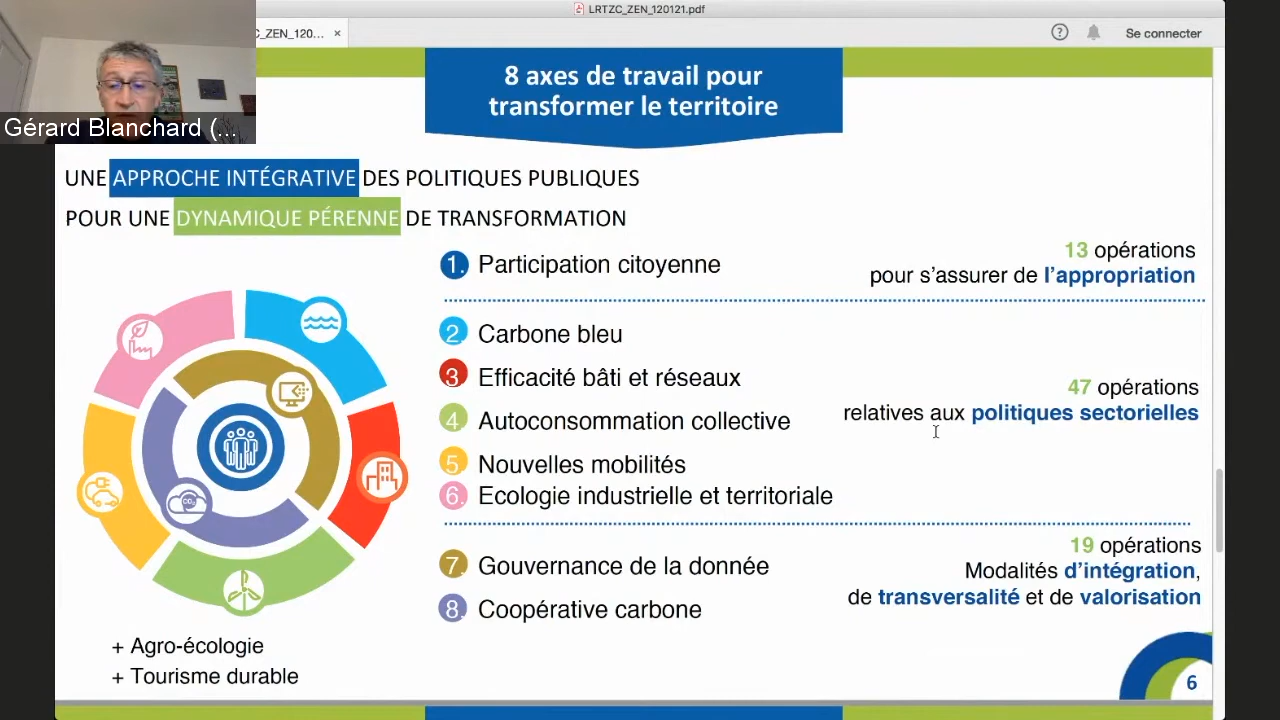 LRTZC_ZEN_120121.pdf
C_ZEN_120... ×
? Se connecter
Gérard Blanchard (...
8 axes de travail pour
transformer le territoire
UNE APPROCHE INTÉGRATIVE DES POLITIQUES PUBLIQUES
POUR UNE DYNAMIQUE PÉRENNE DE TRANSFORMATION
1. Participation citoyenne
13 opérations
pour s’assurer de l’appropriation
2. Carbone bleu
3. Efficacité bâti et réseaux
4. Autoconsommation collective
5. Nouvelles mobilités
6. Ecologie industrielle et territoriale
47 opérations
relatives aux politiques sectorielles
7. Gouvernance de la donnée
8. Coopérative carbone
19 opérations
Modalités d’intégration,
de transversalité et de valorisation
CO₂
+ Agro-écologie
+ Tourisme durable
6